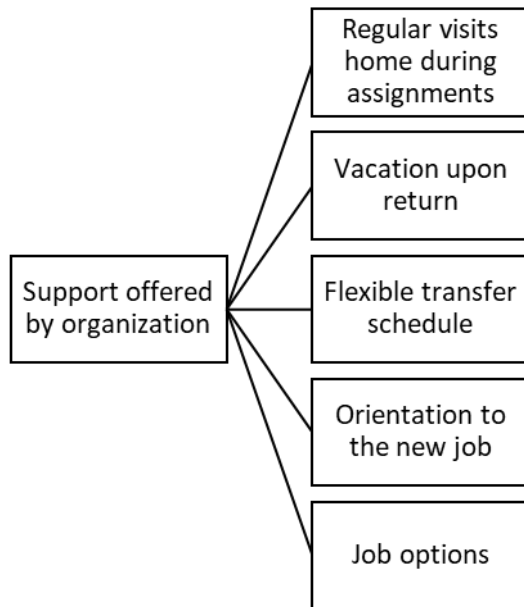 Support offered
by organization
Regular visits
home during
assignments
Vacation upon
return
Flexible transfer
schedule
Orientation to
the new job
Job options